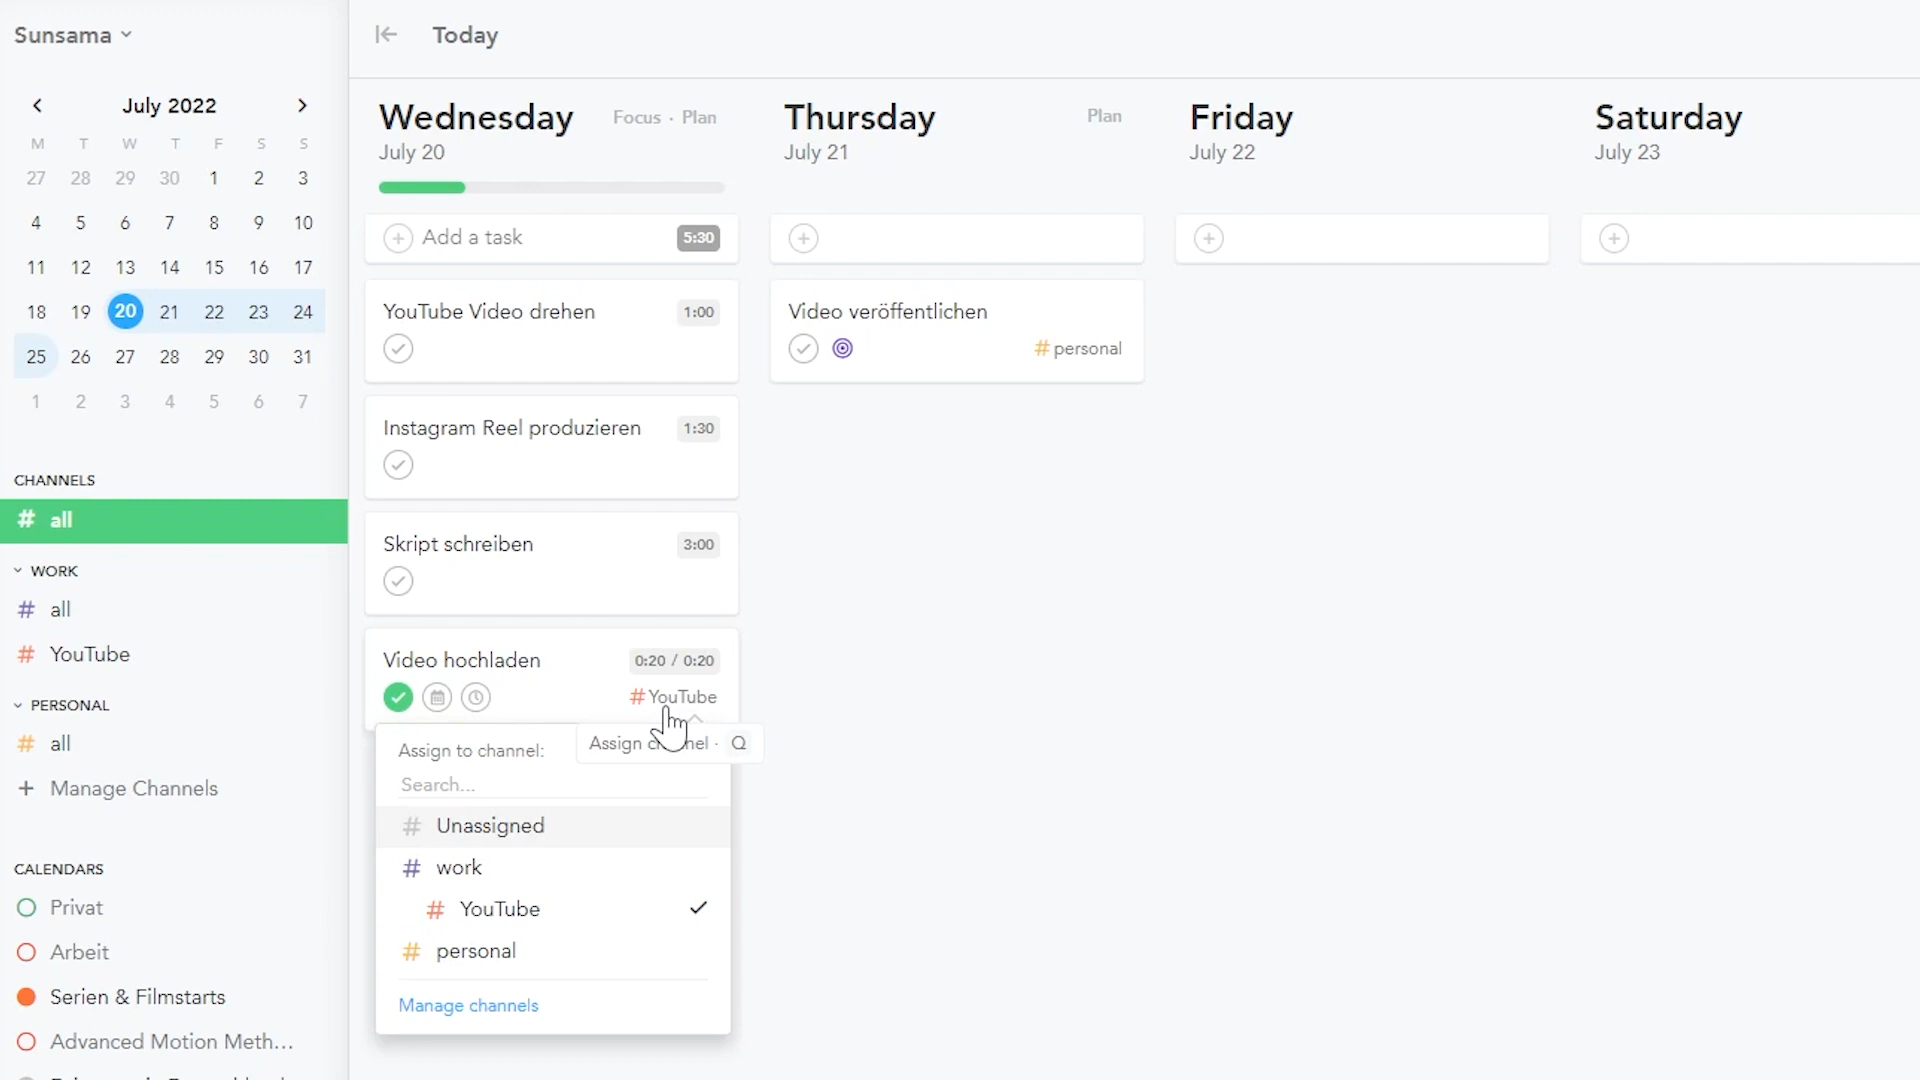 Sunsama
July 2022
M T W T F S S
27 28 29 30 1 2 3
4 5 6 7 8 9 10
11 12 13 14 15 16 17
18 19 20 21 22 23 24
25 26 27 28 29 30 31
1 2 3 4 5 6 7
CHANNELS
# all
WORK
# all
# YouTube
PERSONAL
# all
+ Manage Channels
CALENDARS
Privat
Arbeit
Serien & Filmstarts
Advanced Motion Meth...
Today
Wednesday
Focus · Plan
July 20
Add a task 5:30
YouTube Video drehen 1:00
Instagram Reel produzieren 1:30
Skript schreiben 3:00
Video hochladen 0:20 / 0:20
# YouTube
Assign to channel:
Assign channel · Q
Search...
# Unassigned
# work
# YouTube
# personal
Manage channels
Thursday
Plan
July 21
Video veröffentlichen
# personal
Friday
July 22
Saturday
July 23